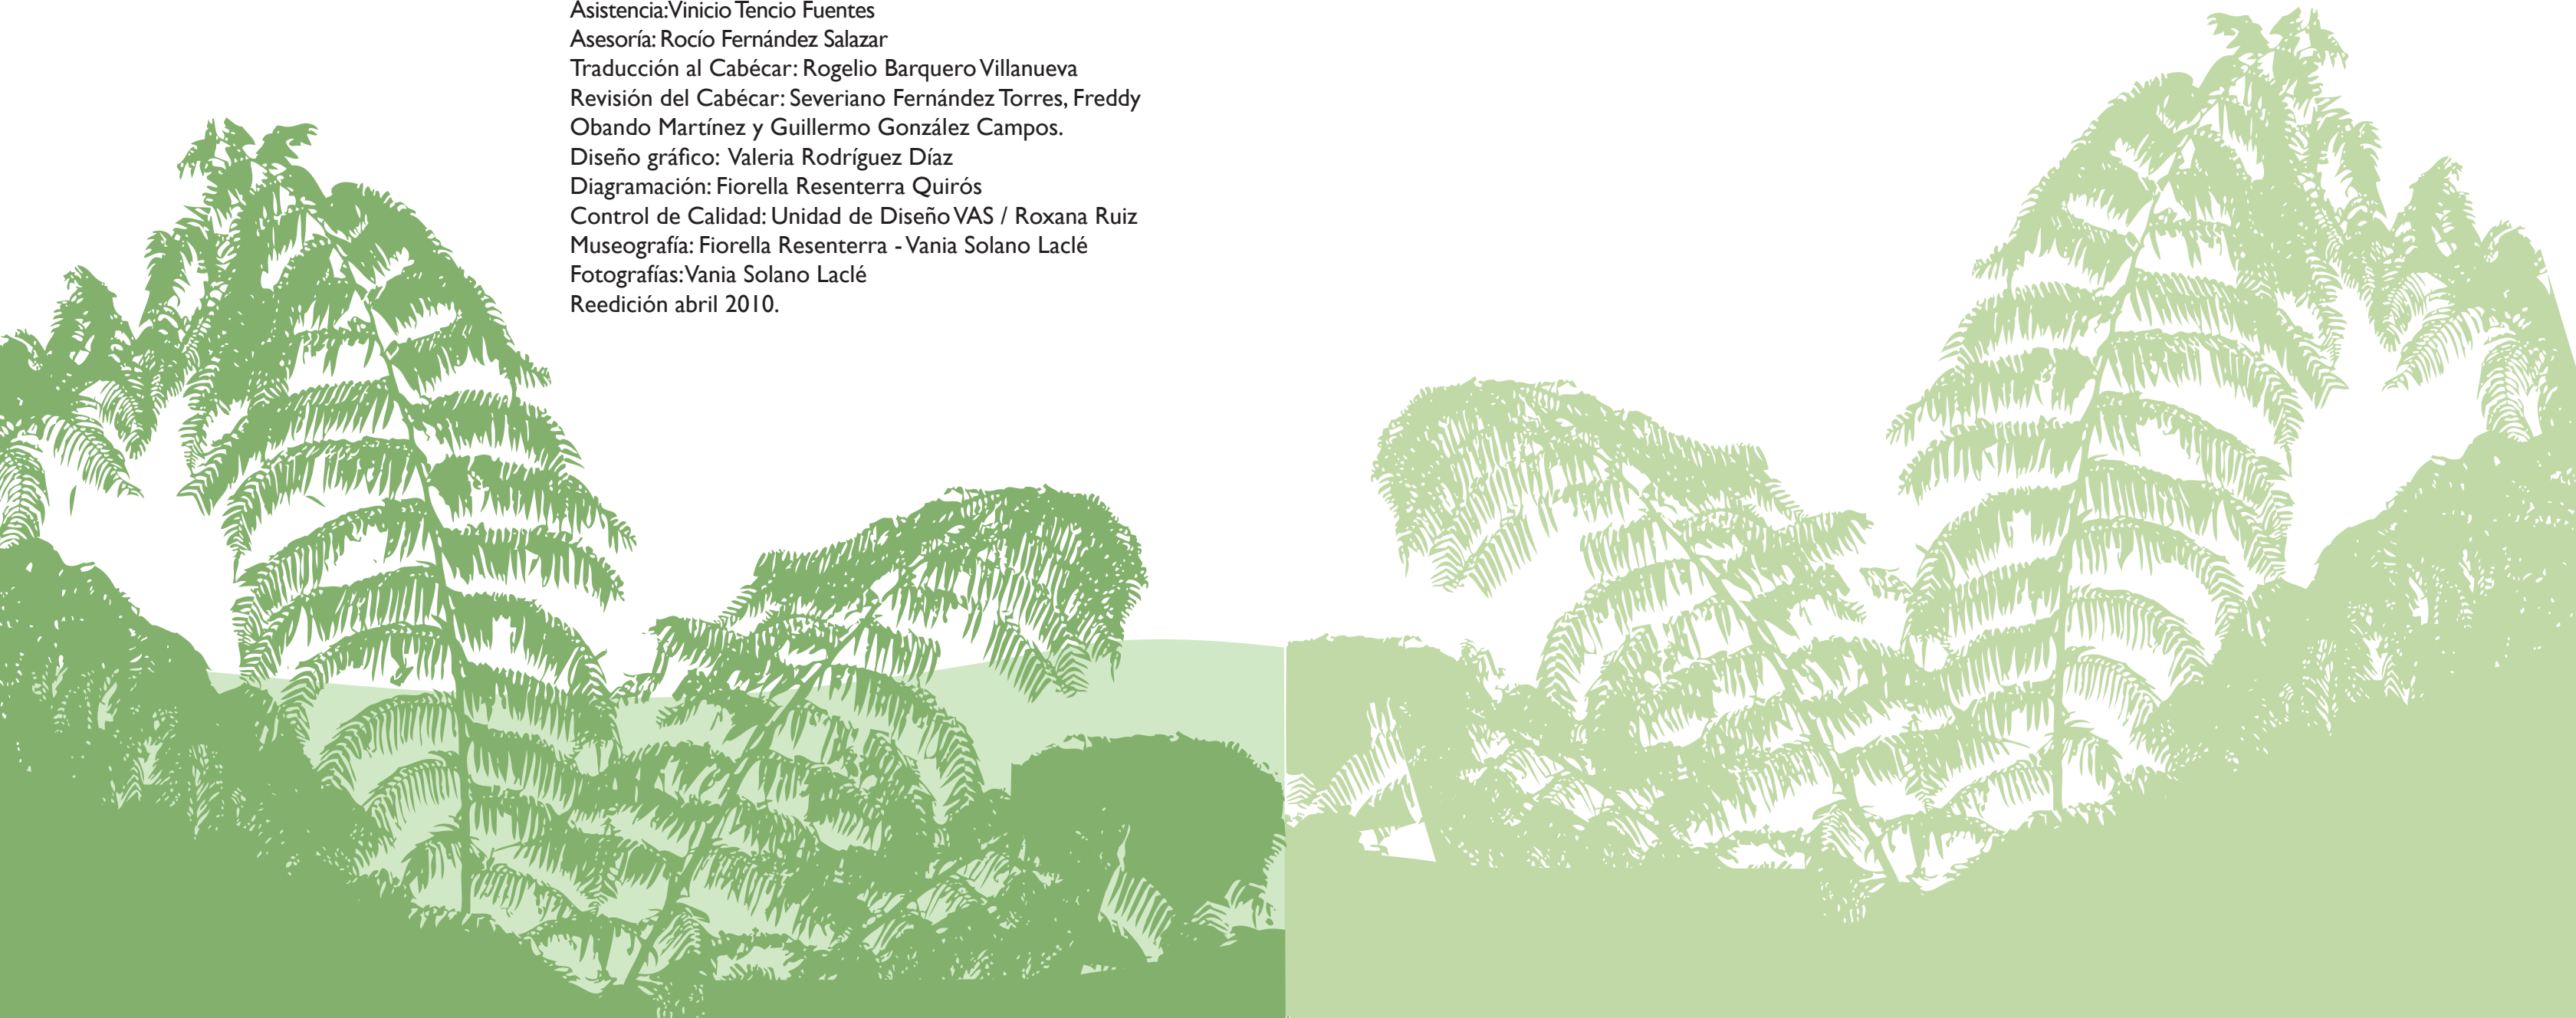 Asistencia: Vinicio Tencio Fuentes
Asesoría: Rocío Fernández Salazar
Traducción al Cabécar: Rogelio Barquero Villanueva
Revisión del Cabécar: Severiano Fernández Torres, Freddy
Obando Martínez y Guillermo González Campos.
Diseño gráfico: Valeria Rodríguez Díaz
Diagramación: Fiorella Resenterra Quirós
Control de Calidad: Unidad de Diseño VAS / Roxana Ruiz
Museografía: Fiorella Resenterra - Vania Solano Laclé
Fotografías: Vania Solano Laclé
Reedición abril 2010.